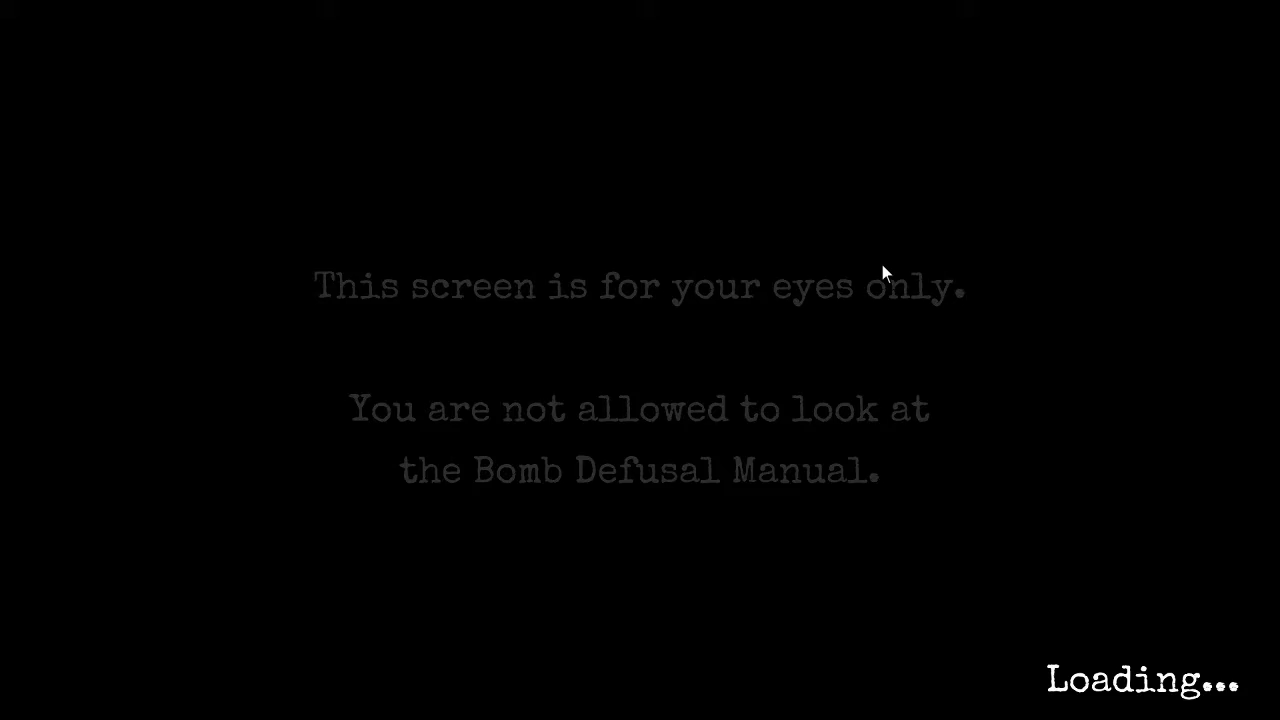 This screen is for your eyes only.
You are not allowed to look at
the Bomb Defusal Manual.
Loading...